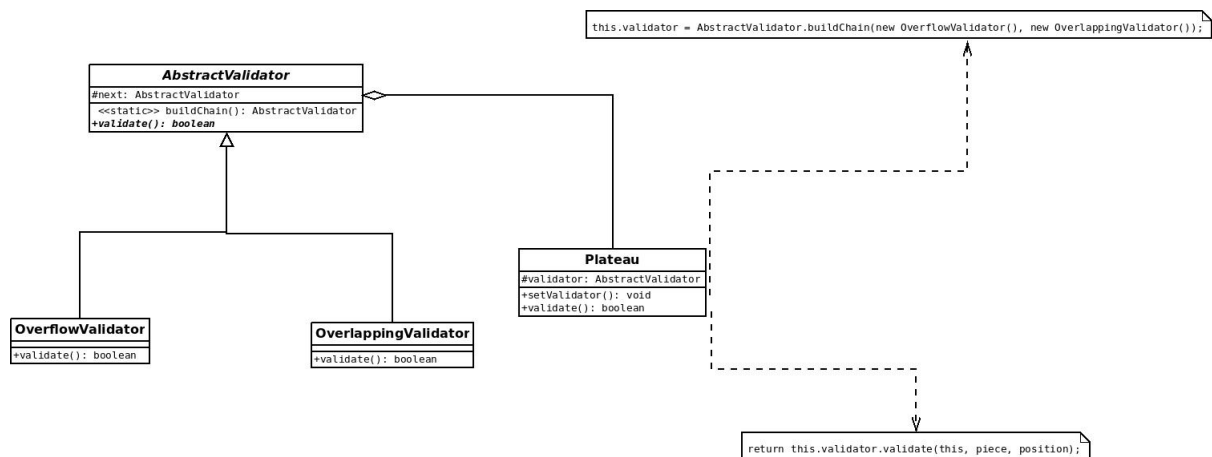 this.validator = AbstractValidator.buildChain(new OverflowValidator(), new OverlappingValidator());
AbstractValidator
#next: AbstractValidator
<<static>> buildChain(): AbstractValidator
+validate(): boolean
Plateau
#validator: AbstractValidator
+setValidator(): void
+validate(): boolean
OverflowValidator
+validate(): boolean
OverlappingValidator
+validate(): boolean
return this.validator.validate(this, piece, position);